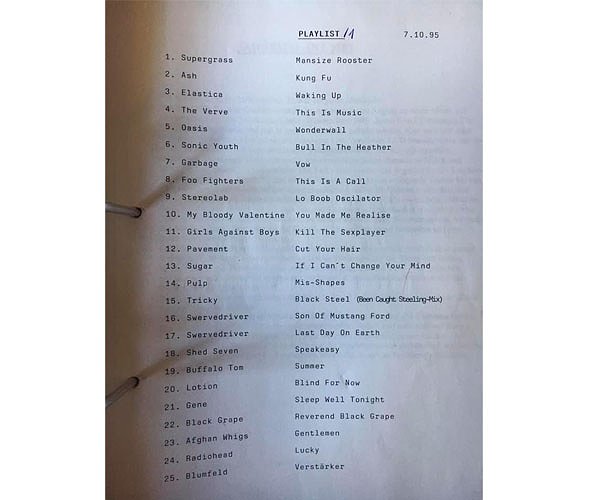 PLAYLIST /1 7.10.95
1. Supergrass Mansize Rooster
2. Ash Kung Fu
3. Elastica Waking Up
4. The Verve This Is Music
5. Oasis Wonderwall
6. Sonic Youth Bull In The Heather
7. Garbage Vow
8. Foo Fighters This Is A Call
9. Stereolab Lo Boob Oscilator
10. My Bloody Valentine You Made Me Realise
11. Girls Against Boys Kill The Sexplayer
12. Pavement Cut Your Hair
13. Sugar If I Can´t Change Your Mind
14. Pulp Mis-Shapes
15. Tricky Black Steel (Been Caught Steeling-Mix)
16. Swervedriver Son Of Mustang Ford
17. Swervedriver Last Day On Earth
18. Shed Seven Speakeasy
19. Buffalo Tom Summer
20. Lotion Blind For Now
21. Gene Sleep Well Tonight
22. Black Grape Reverend Black Grape
23. Afghan Whigs Gentlemen
24. Radiohead Lucky
25. Blumfeld Verstärker